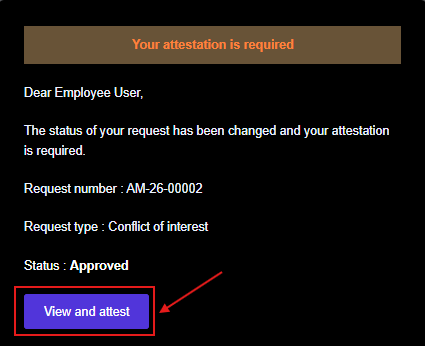 Your attestation is required
Dear Employee User,
The status of your request has been changed and your attestation
is required.
Request number : AM-26-00002
Request type : Conflict of interest
Status : Approved
View and attest